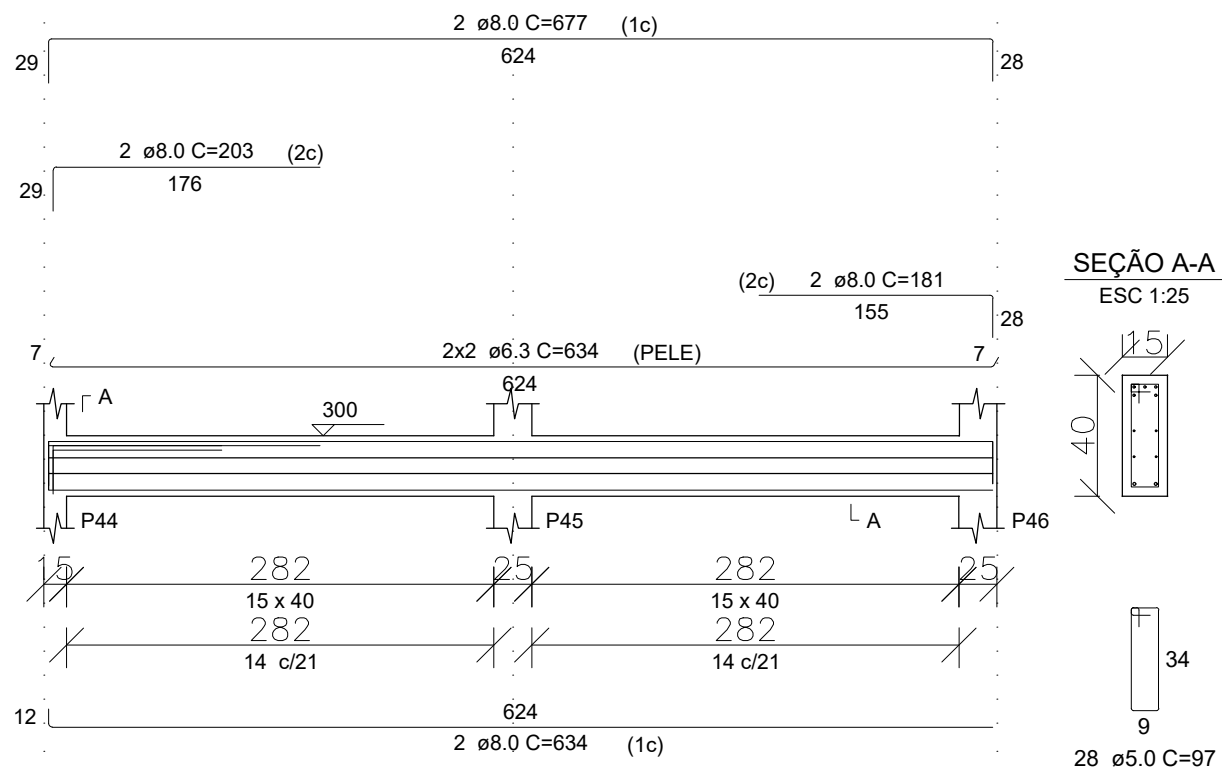 2 ø8.0 C=677 (1c)
29 624 28
2 ø8.0 C=203 (2c)
29 176
(2c) 2 ø8.0 C=181
155 28
SEÇÃO A-A
ESC 1:25
7 2x2 ø6.3 C=634 (PELE) 7
624
A
300
15
40
P44 P45 A P46
15 282 25 282 25
15 x 40 15 x 40
282 282
14 c/21 14 c/21
34
9
28 ø5.0 C=97
12 624
2 ø8.0 C=634 (1c)